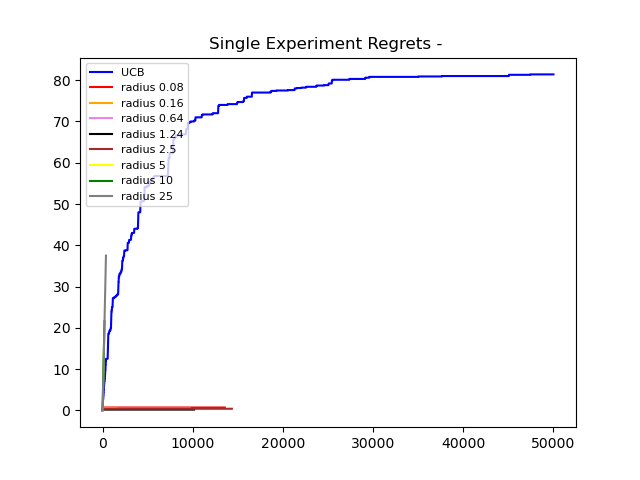 Single Experiment Regrets -
UCB
radius 0.08
radius 0.16
radius 0.64
radius 1.24
radius 2.5
radius 5
radius 10
radius 25
80
70
60
50
40
30
20
10
0
0 10000 20000 30000 40000 50000